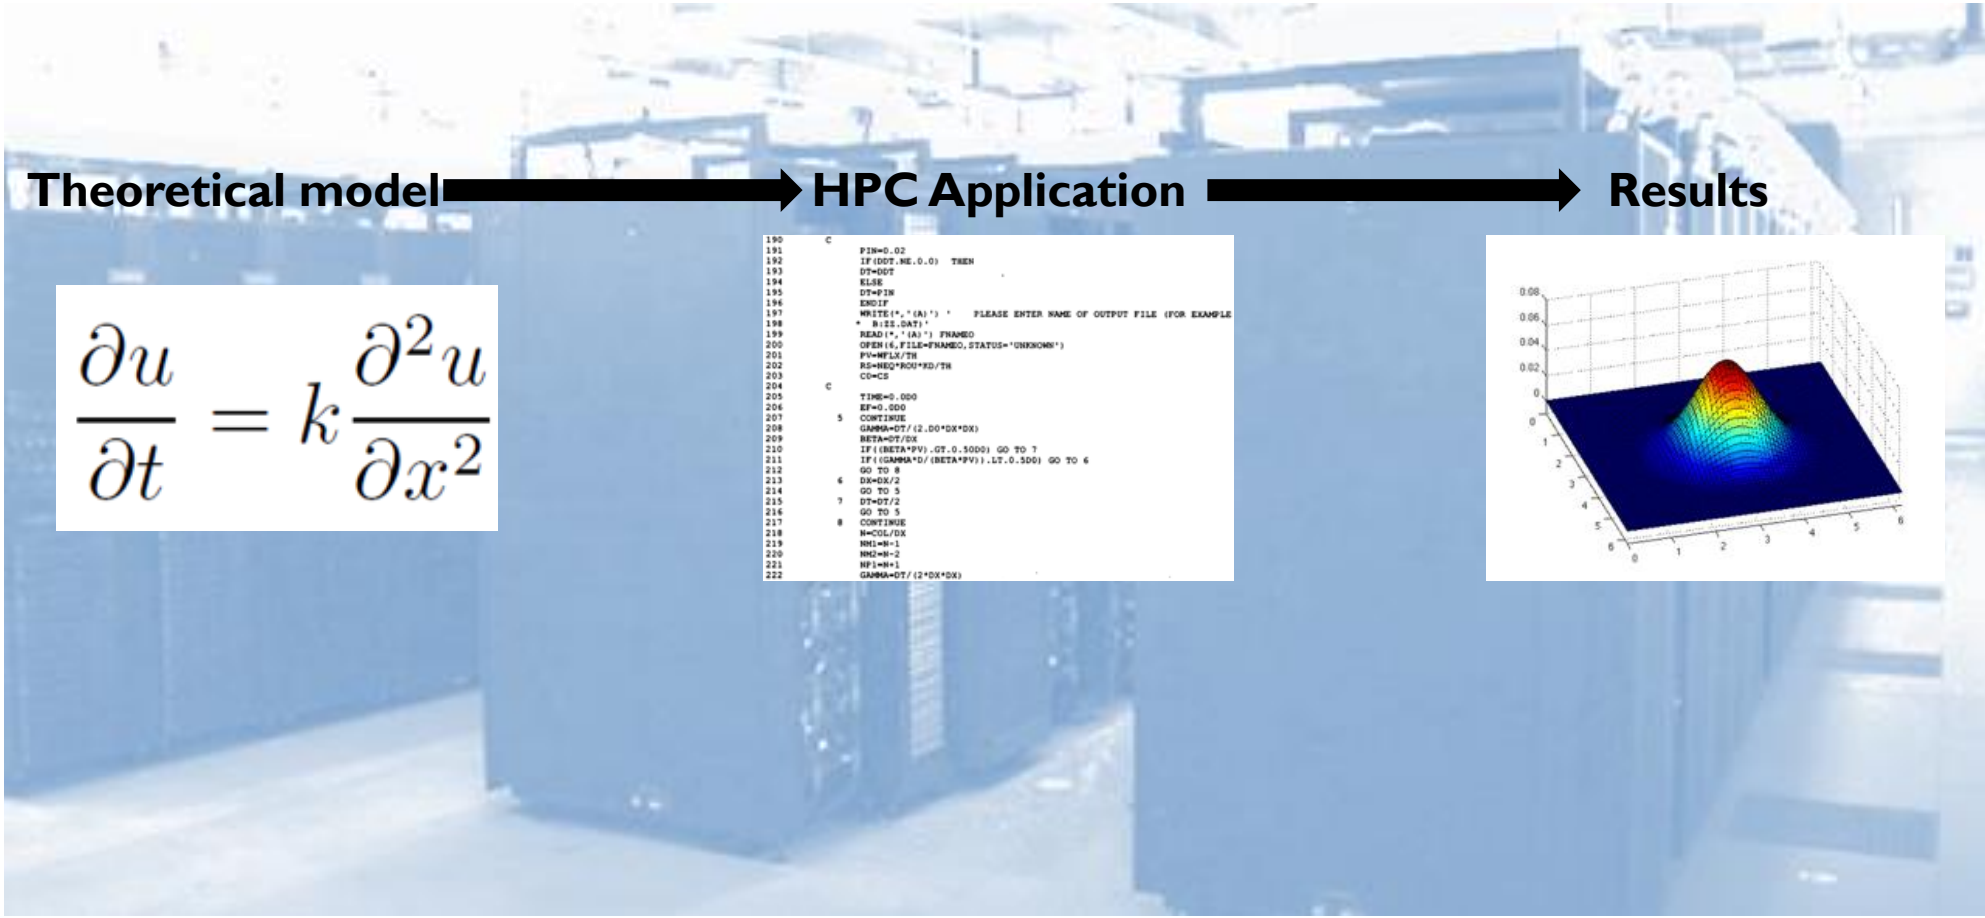 Theoretical model
HPC Application
Results
∂u/∂t = k ∂²u/∂x²
190 C
191 PIN=0.02
192 IF(DDT.NE.0.0) THEN
193 DT=DDT
194 ELSE
195 DT=PIN
196 ENDIF
197 WRITE(*,'(A)') ' PLEASE ENTER NAME OF OUTPUT FILE (FOR EXAMPLE
198 * B:ZZ.DAT)'
199 READ(*,'(A)') FNAMEO
200 OPEN(6,FILE=FNAMEO,STATUS='UNKNOWN')
201 PV=WFLX/TH
202 RS=NEQ*ROU*KD/TH
203 CO=CS
204 C
205 TIME=0.0D0
206 EF=0.0D0
207 5 CONTINUE
208 GAMMA=DT/(2.D0*DX*DX)
209 BETA=DT/DX
210 IF((BETA*PV).GT.0.50D0) GO TO 7
211 IF((GAMMA*D/(BETA*PV)).LT.0.5D0) GO TO 6
212 GO TO 8
213 6 DX=DX/2
214 GO TO 5
215 7 DT=DT/2
216 GO TO 5
217 8 CONTINUE
218 N=COL/DX
219 NM1=N-1
220 NM2=N-2
221 NP1=N+1
222 GAMMA=DT/(2*DX*DX)
0.08
0.06
0.04
0.02
0
0
1
2
3
4
5
6
0
1
2
3
4
5
6